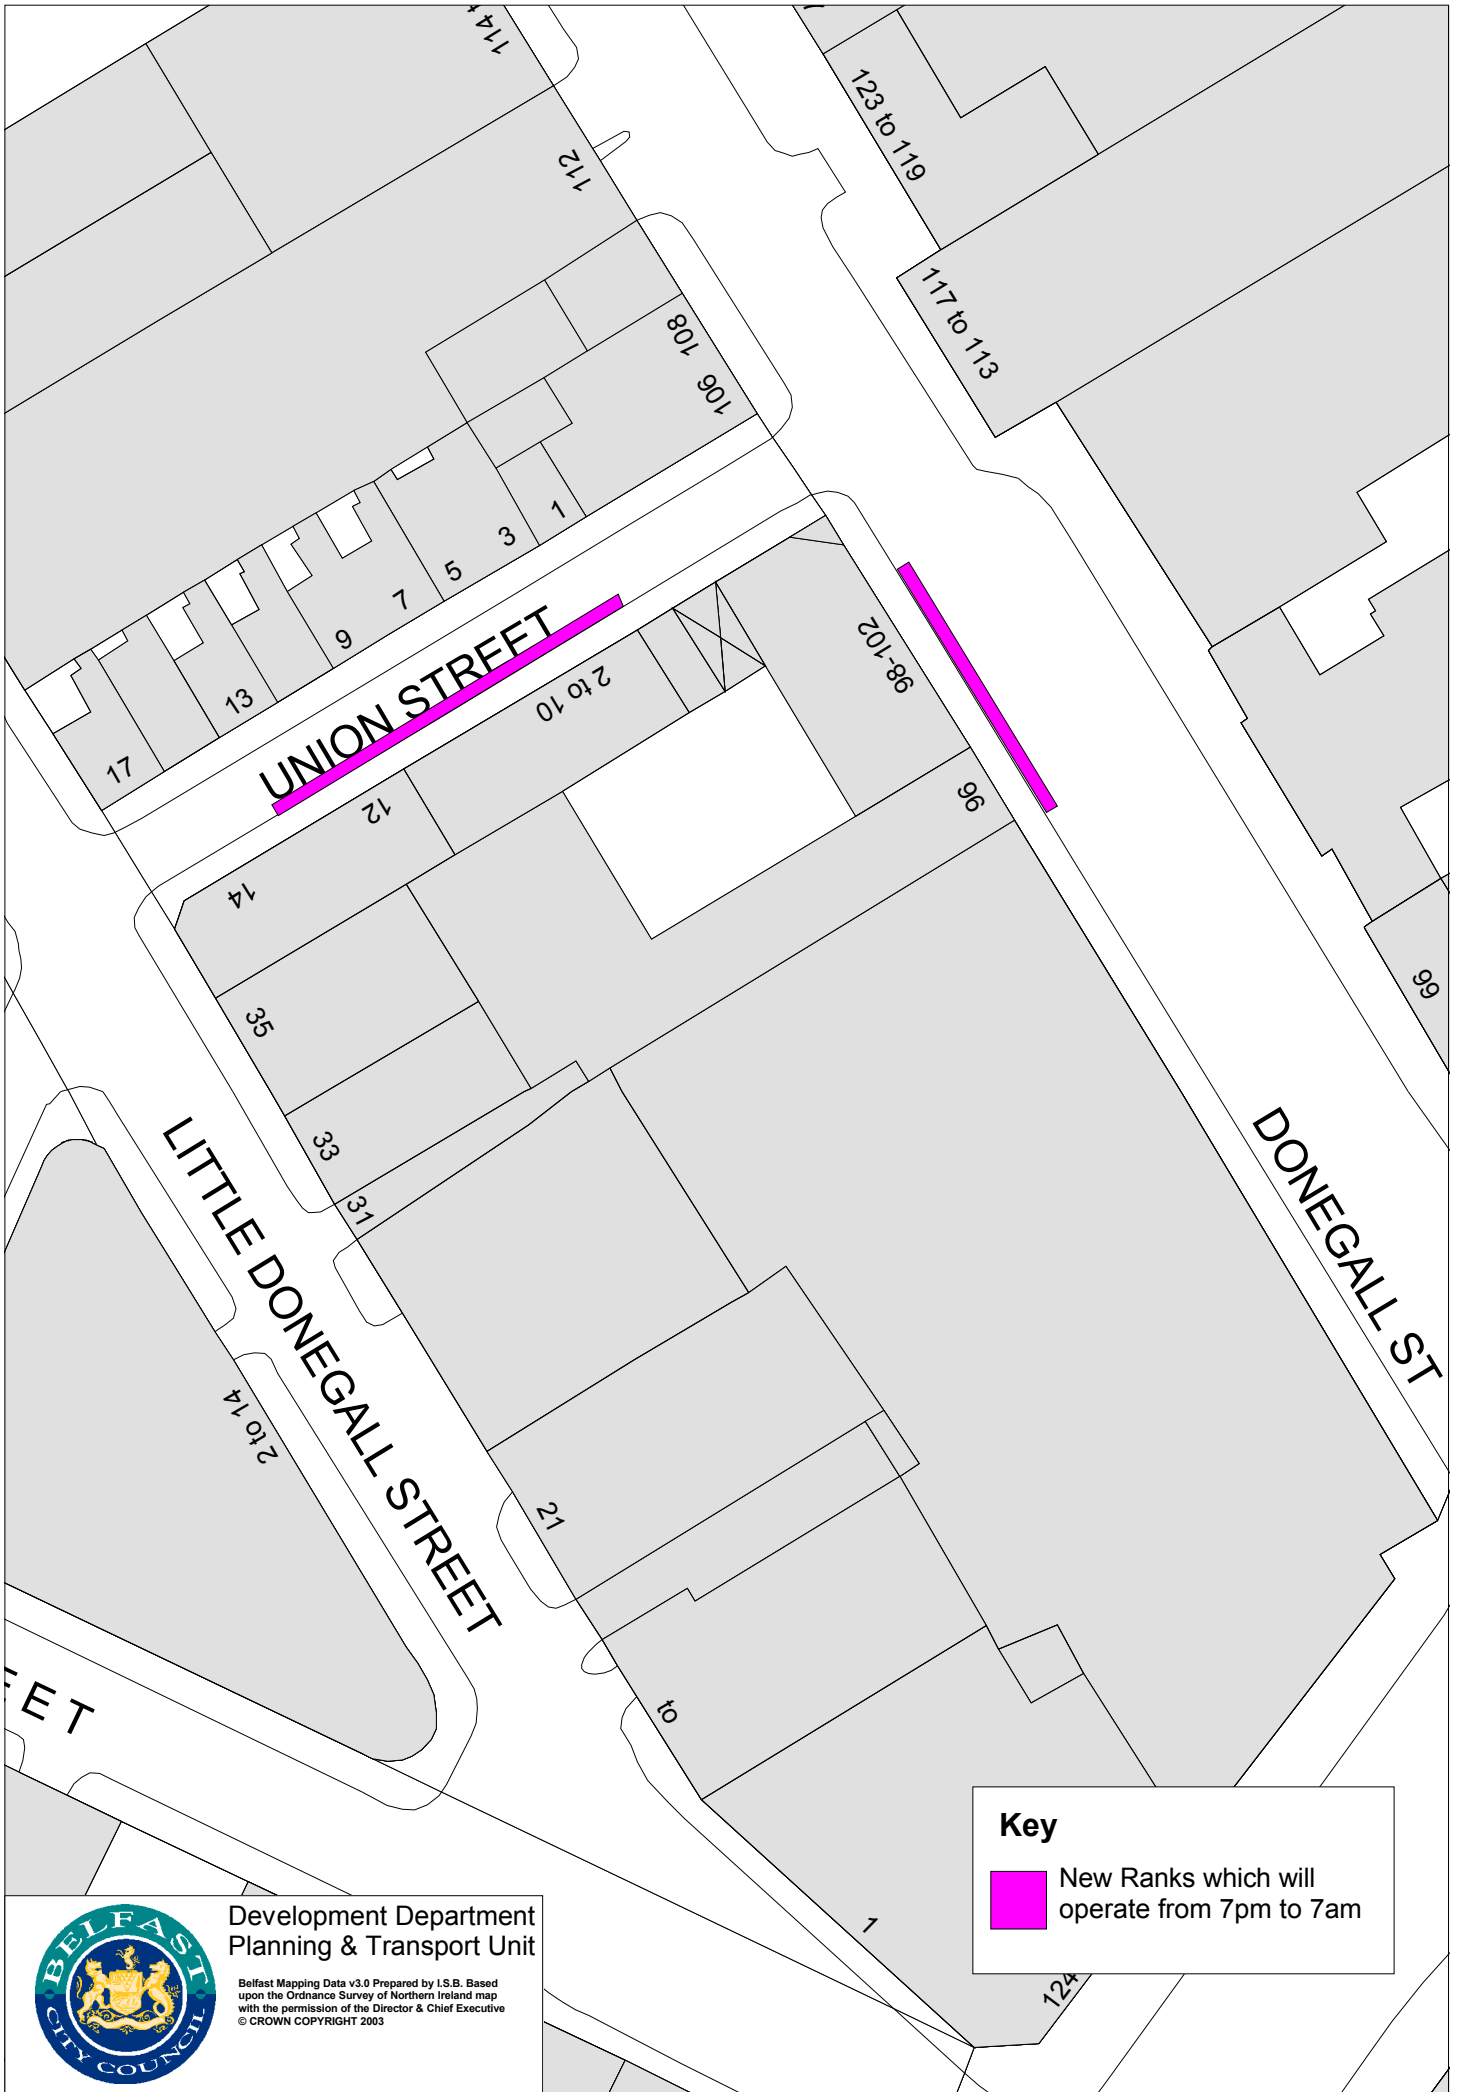 114
123 to 119
112
117 to 113
108
106
1
3
5
7
9
13
17
UNION STREET
2 to 10
12
14
98-102
96
99
35
33
31
LITTLE DONEGALL STREET
DONEGALL ST
2 to 14
21
to
1
124
EET
Key
New Ranks which will
operate from 7pm to 7am
BELFAST
CITY COUNCIL
Development Department
Planning & Transport Unit
Belfast Mapping Data v3.0 Prepared by I.S.B. Based
upon the Ordnance Survey of Northern Ireland map
with the permission of the Director & Chief Executive
© CROWN COPYRIGHT 2003